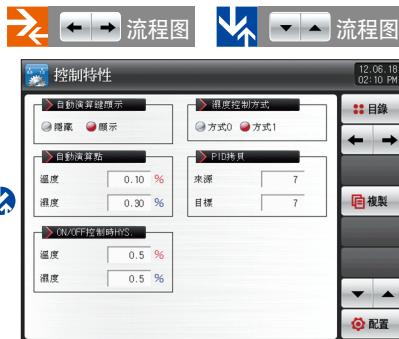 流程图
流程图
控制特性
12.06.18
02:10 PM
自動演算鍵顯示
隱藏 顯示
濕度控制方式
方式0 方式1
目錄
自動演算點
溫度 0.10 %
濕度 0.30 %
PID拷貝
來源 7
目標 7
複製
ON/OFF控制時HYS.
溫度 0.5 %
濕度 0.5 %
配置